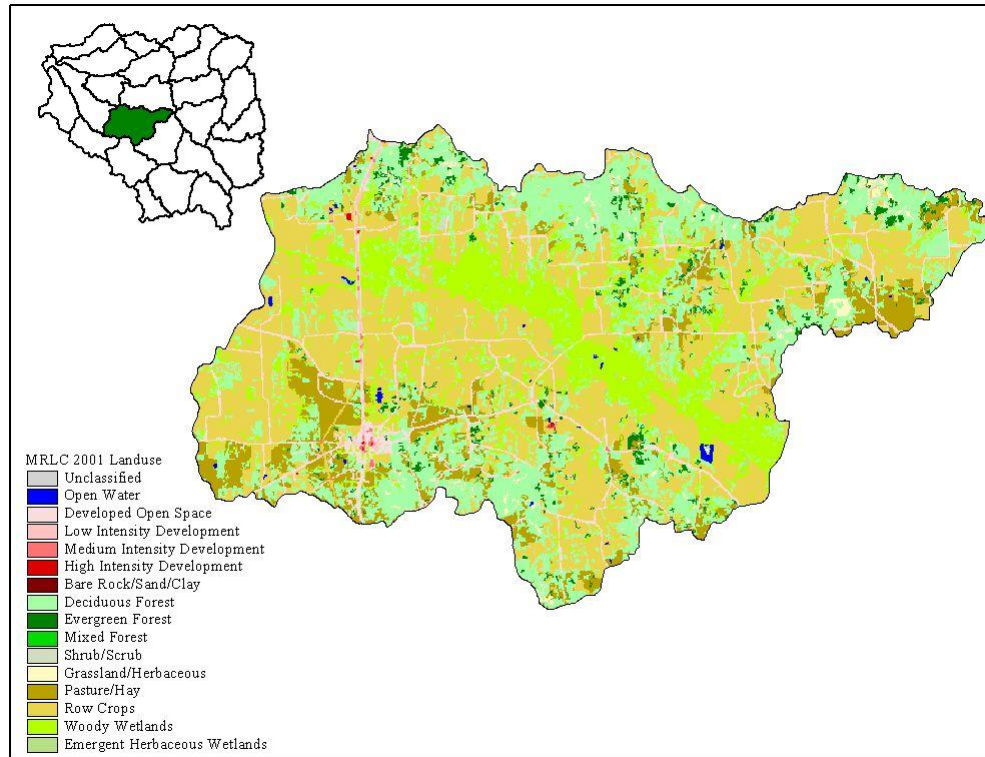 MRLC 2001 Landuse
Unclassified
Open Water
Developed Open Space
Low Intensity Development
Medium Intensity Development
High Intensity Development
Bare Rock/Sand/Clay
Deciduous Forest
Evergreen Forest
Mixed Forest
Shrub/Scrub
Grassland/Herbaceous
Pasture/Hay
Row Crops
Woody Wetlands
Emergent Herbaceous Wetlands